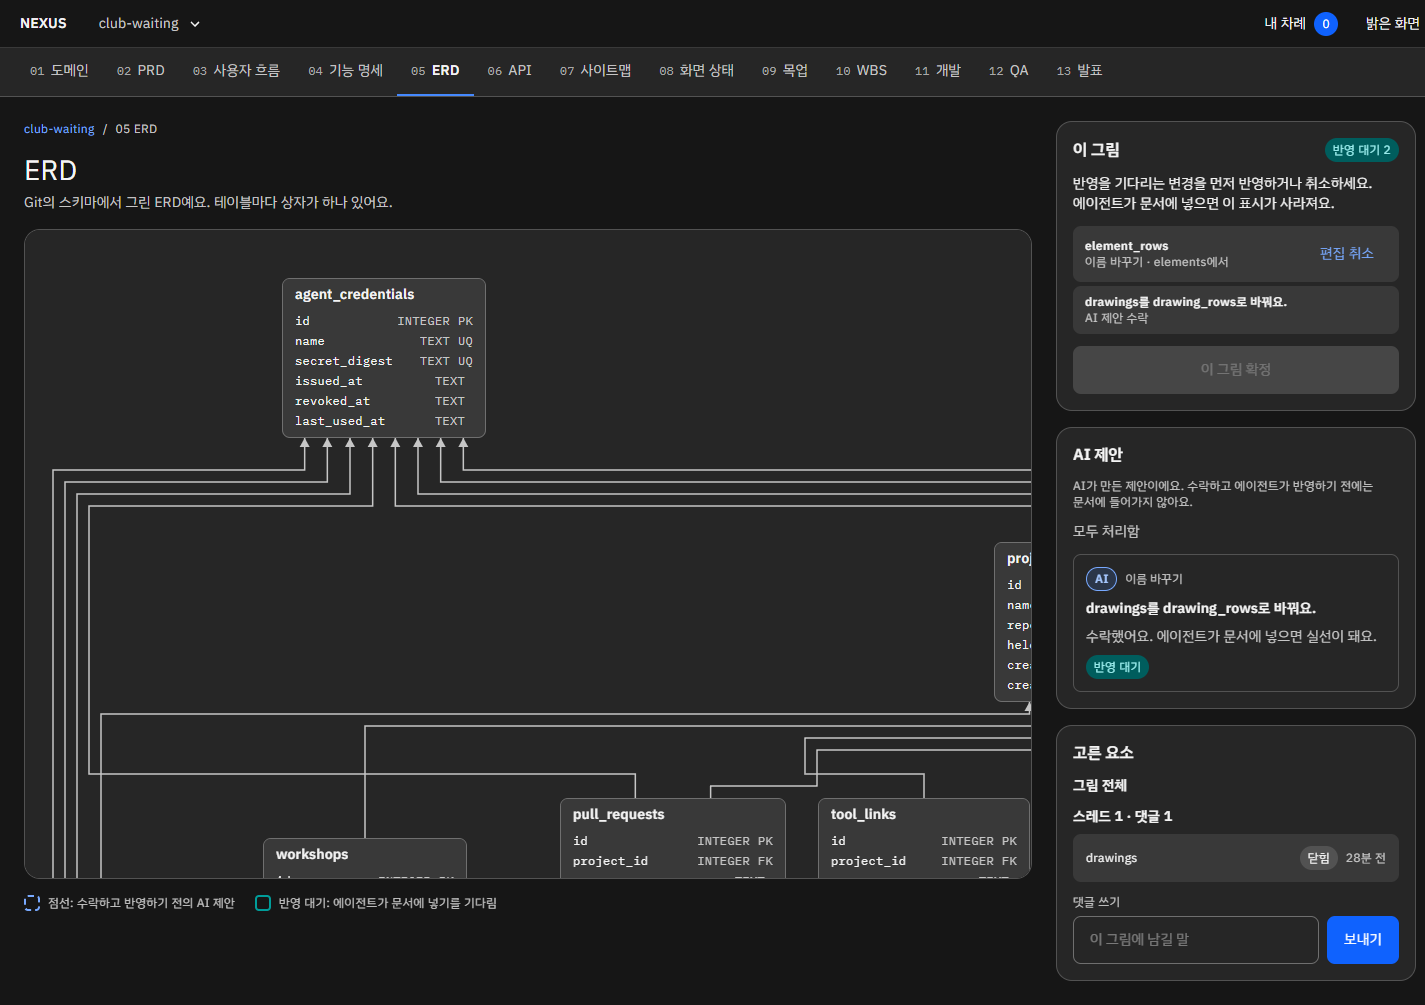 NEXUS
club-waiting
내 차례 0
밝은 화면
01 도메인
02 PRD
03 사용자 흐름
04 기능 명세
05 ERD
06 API
07 사이트맵
08 화면 상태
09 목업
10 WBS
11 개발
12 QA
13 발표
club-waiting / 05 ERD
ERD
Git의 스키마에서 그린 ERD예요. 테이블마다 상자가 하나 있어요.
agent_credentials
id INTEGER PK
name TEXT UQ
secret_digest TEXT UQ
issued_at TEXT
revoked_at TEXT
last_used_at TEXT
pull_requests
id INTEGER PK
project_id INTEGER FK
tool_links
id INTEGER PK
project_id INTEGER FK
workshops
점선: 수락하고 반영하기 전의 AI 제안
반영 대기: 에이전트가 문서에 넣기를 기다림
이 그림
반영 대기 2
반영을 기다리는 변경을 먼저 반영하거나 취소하세요.
에이전트가 문서에 넣으면 이 표시가 사라져요.
element_rows
이름 바꾸기 · elements에서
편집 취소
drawings를 drawing_rows로 바꿔요.
AI 제안 수락
이 그림 확정
AI 제안
AI가 만든 제안이에요. 수락하고 에이전트가 반영하기 전에는
문서에 들어가지 않아요.
모두 처리함
AI 이름 바꾸기
drawings를 drawing_rows로 바꿔요.
수락했어요. 에이전트가 문서에 넣으면 실선이 돼요.
반영 대기
고른 요소
그림 전체
스레드 1 · 댓글 1
drawings
닫힘
28분 전
댓글 쓰기
이 그림에 남길 말
보내기